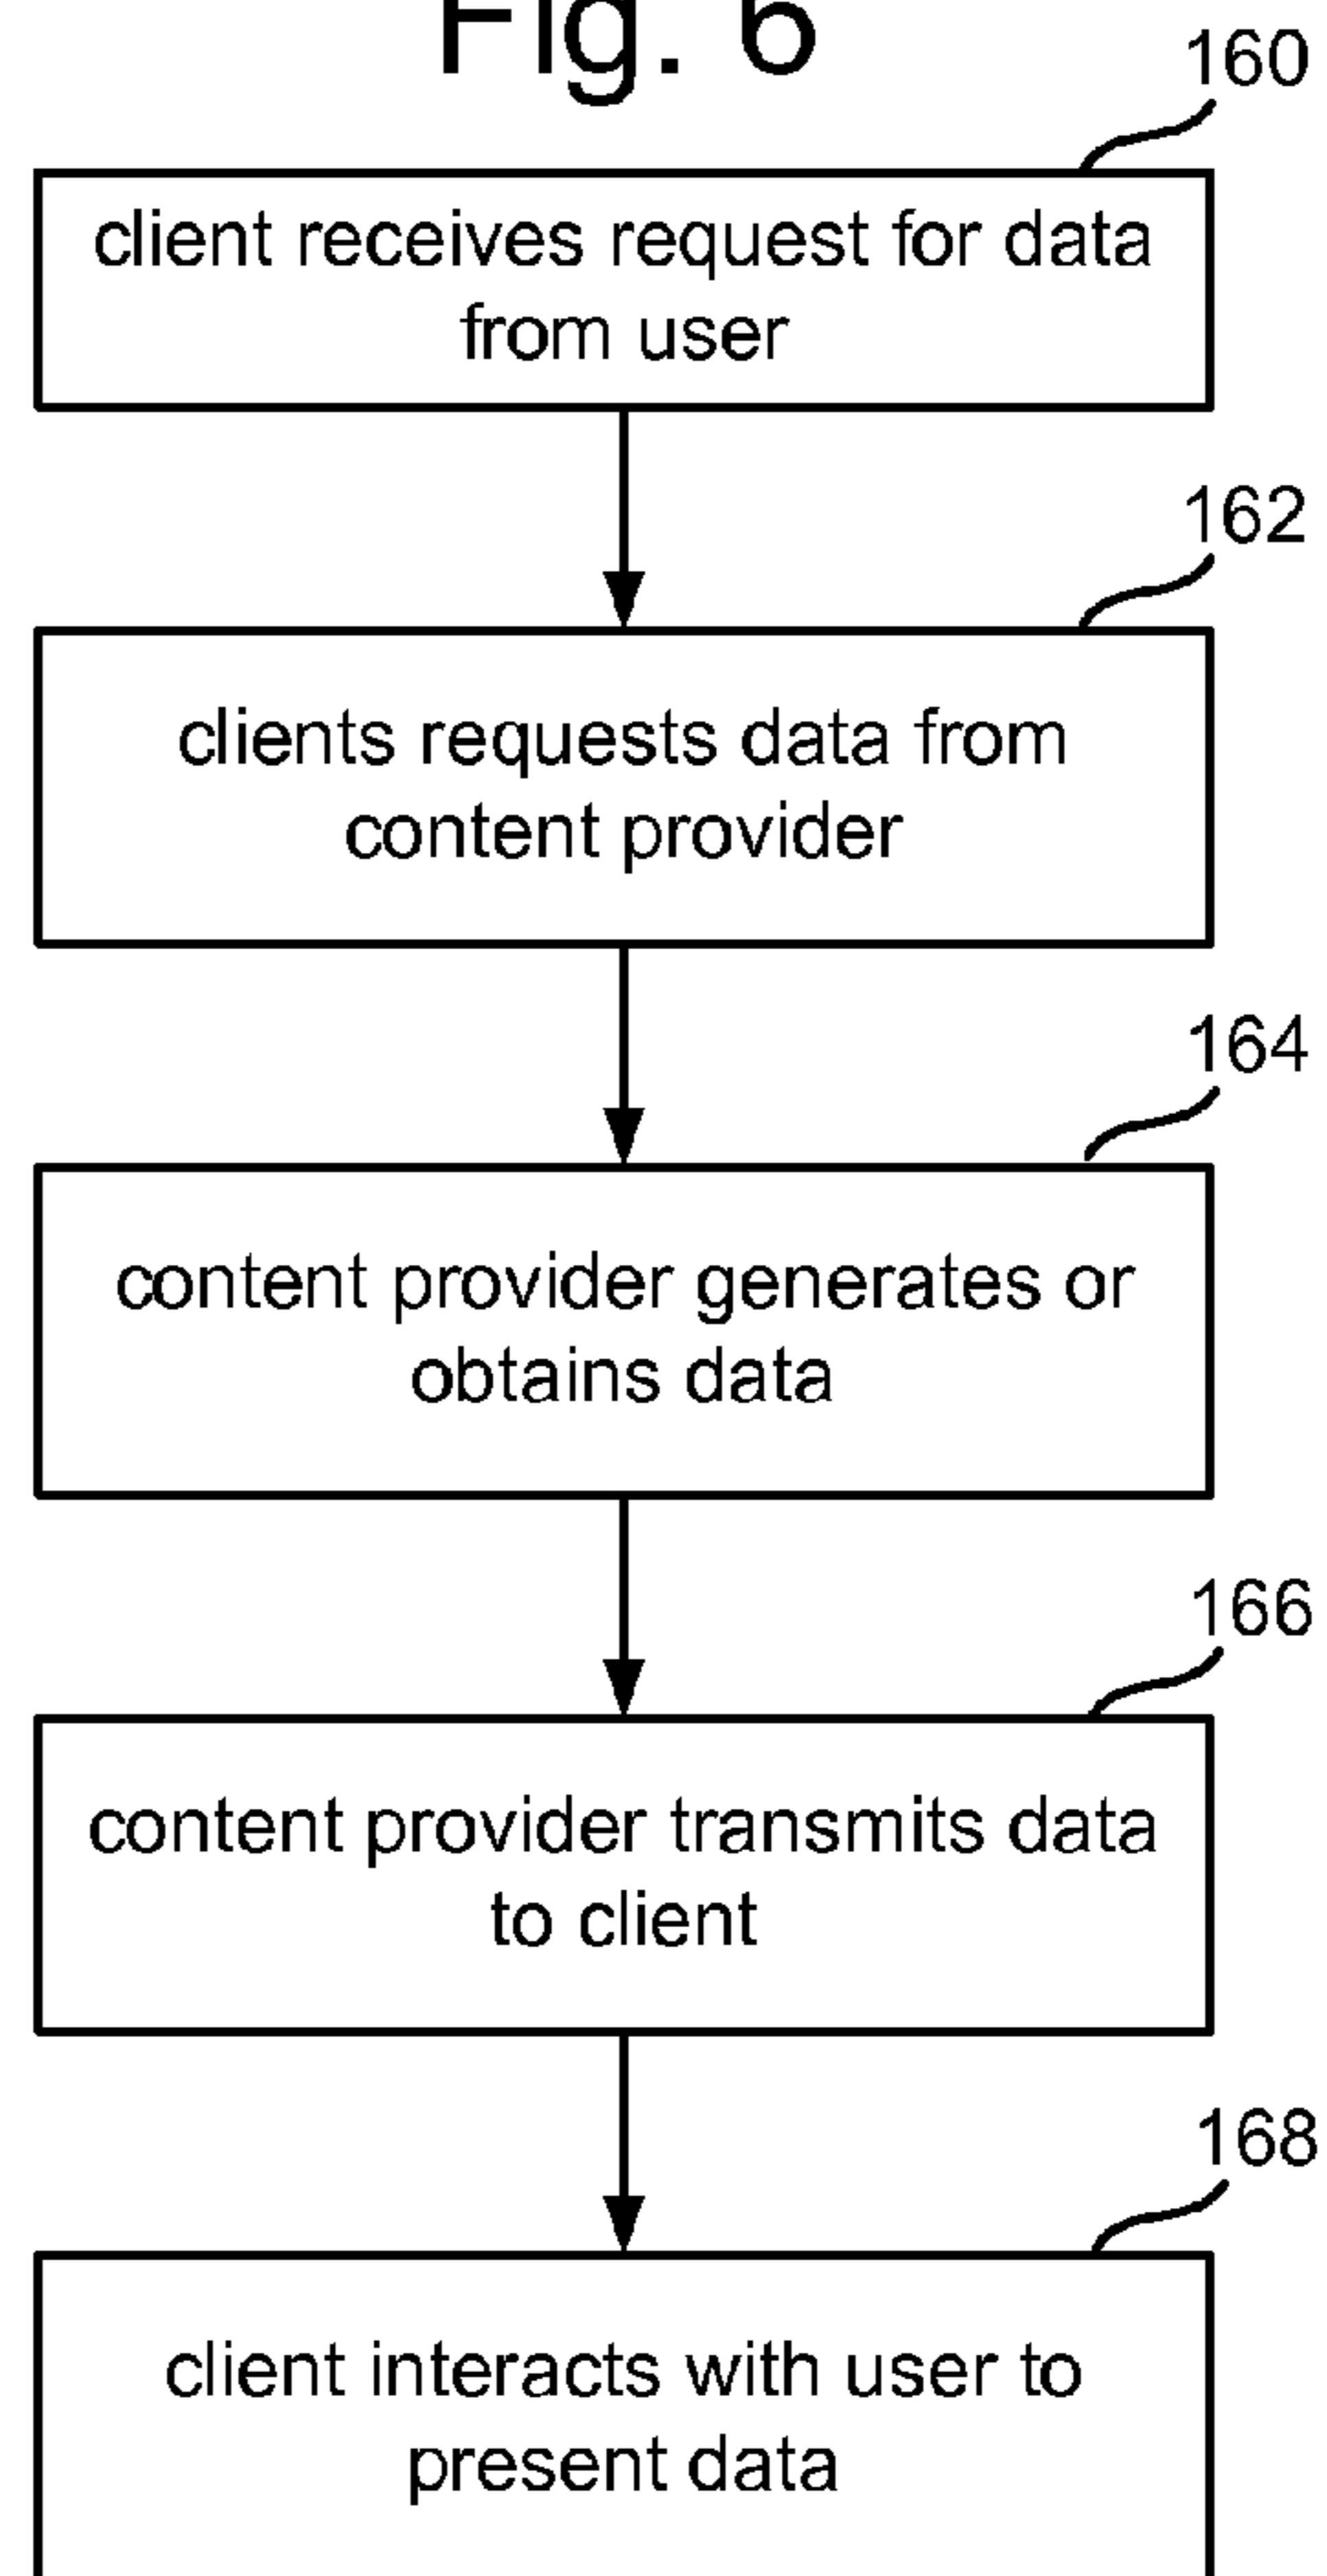 Fig. 6
160
client receives request for data
from user
162
clients requests data from
content provider
164
content provider generates or
obtains data
166
content provider transmits data
to client
168
client interacts with user to
present data